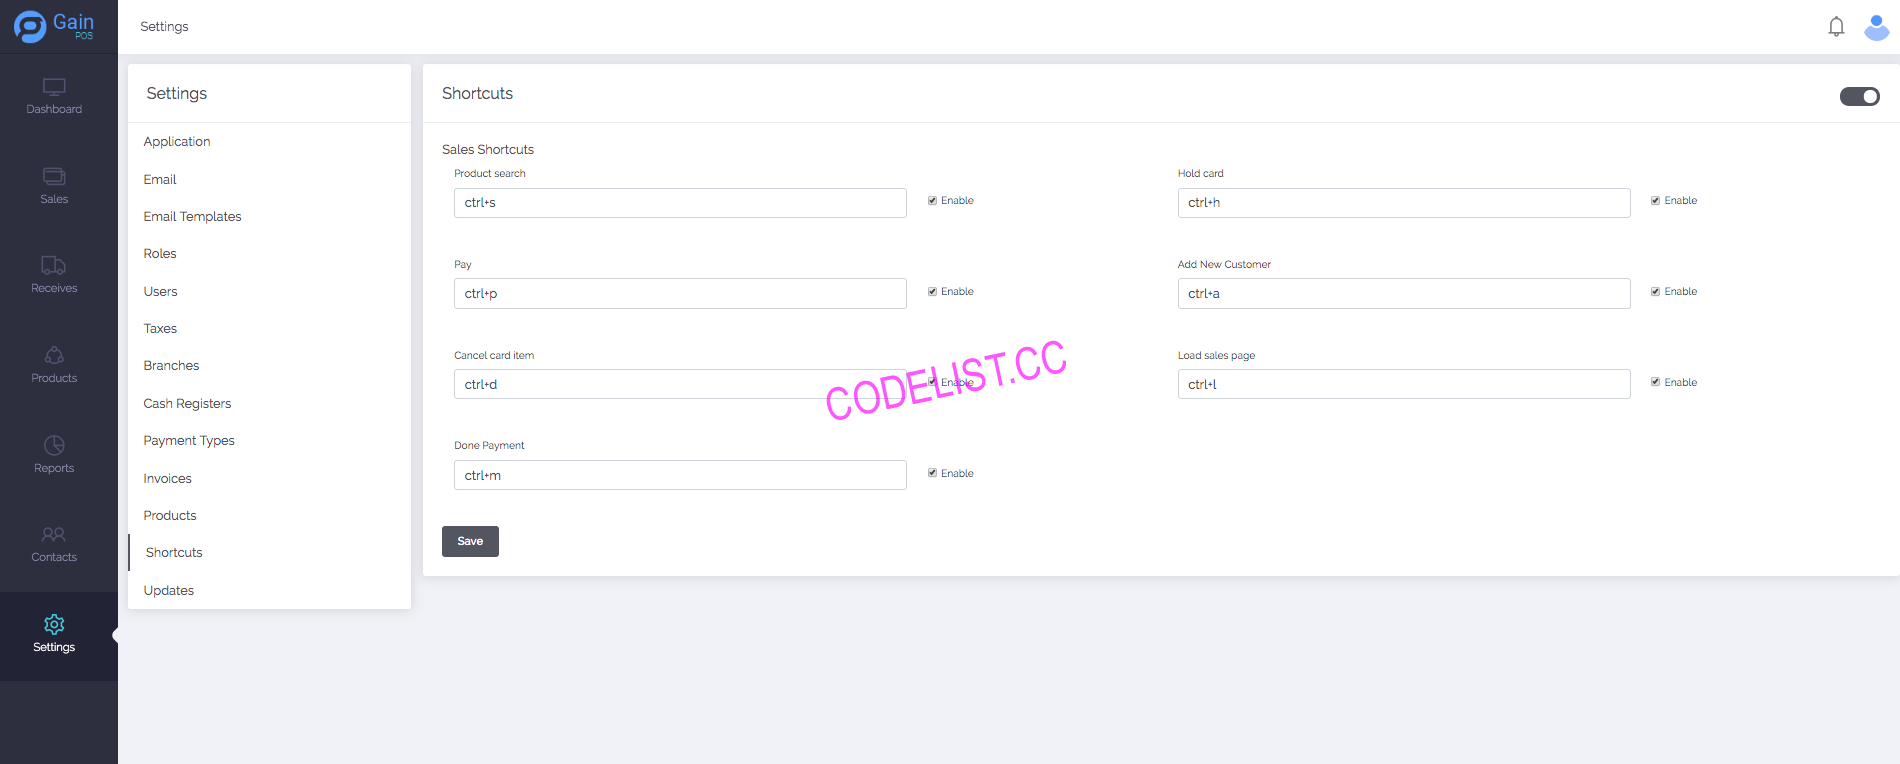 Gain
POS
Settings
Dashboard
Sales
Receives
Products
Reports
Contacts
Settings
Settings
Application
Email
Email Templates
Roles
Users
Taxes
Branches
Cash Registers
Payment Types
Invoices
Products
Shortcuts
Updates
Shortcuts
Sales Shortcuts
Product search
ctrl+s
Enable
Hold card
ctrl+h
Enable
Pay
ctrl+p
Enable
Add New Customer
ctrl+a
Enable
Cancel card item
ctrl+d
Enable
Load sales page
ctrl+l
Enable
Done Payment
ctrl+m
Enable
Save
CODELIST.CC